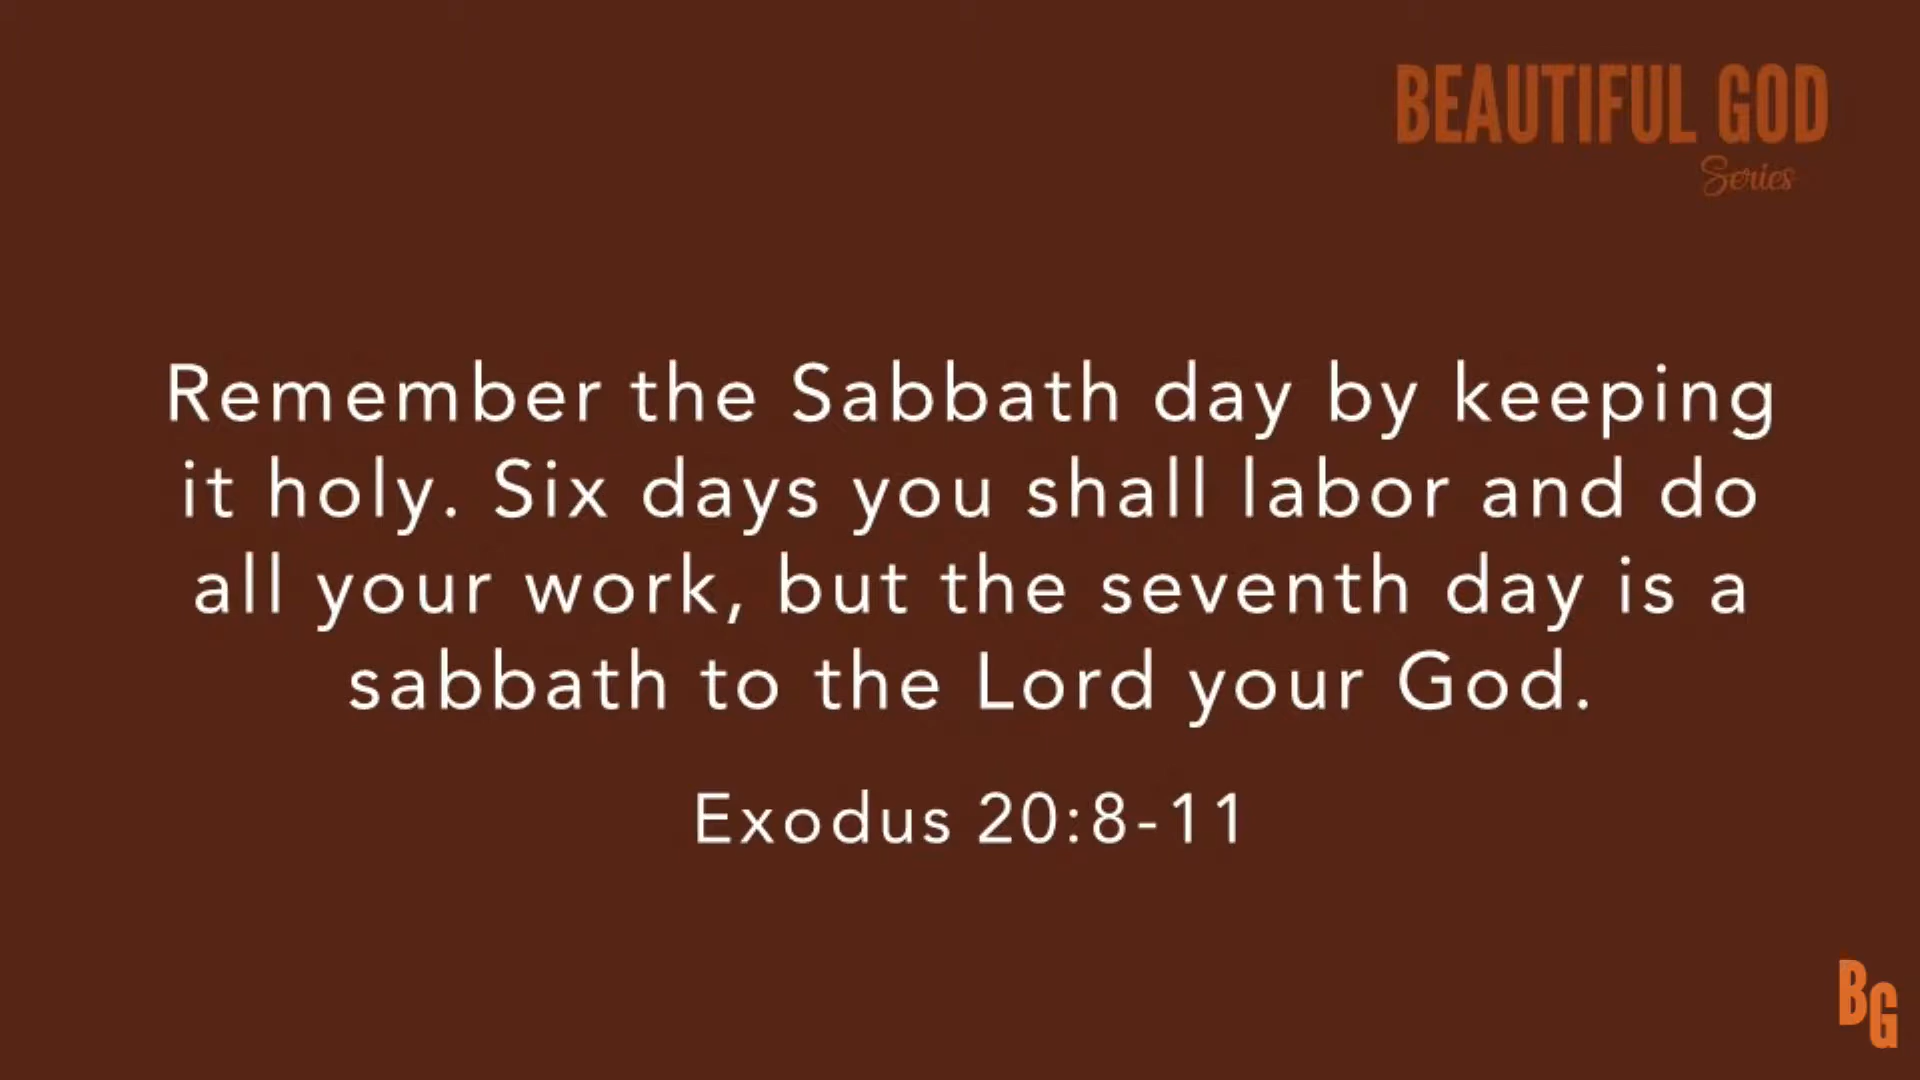 BEAUTIFUL GOD
Series
Remember the Sabbath day by keeping
it holy. Six days you shall labor and do
all your work, but the seventh day is a
sabbath to the Lord your God.
Exodus 20:8-11
BG